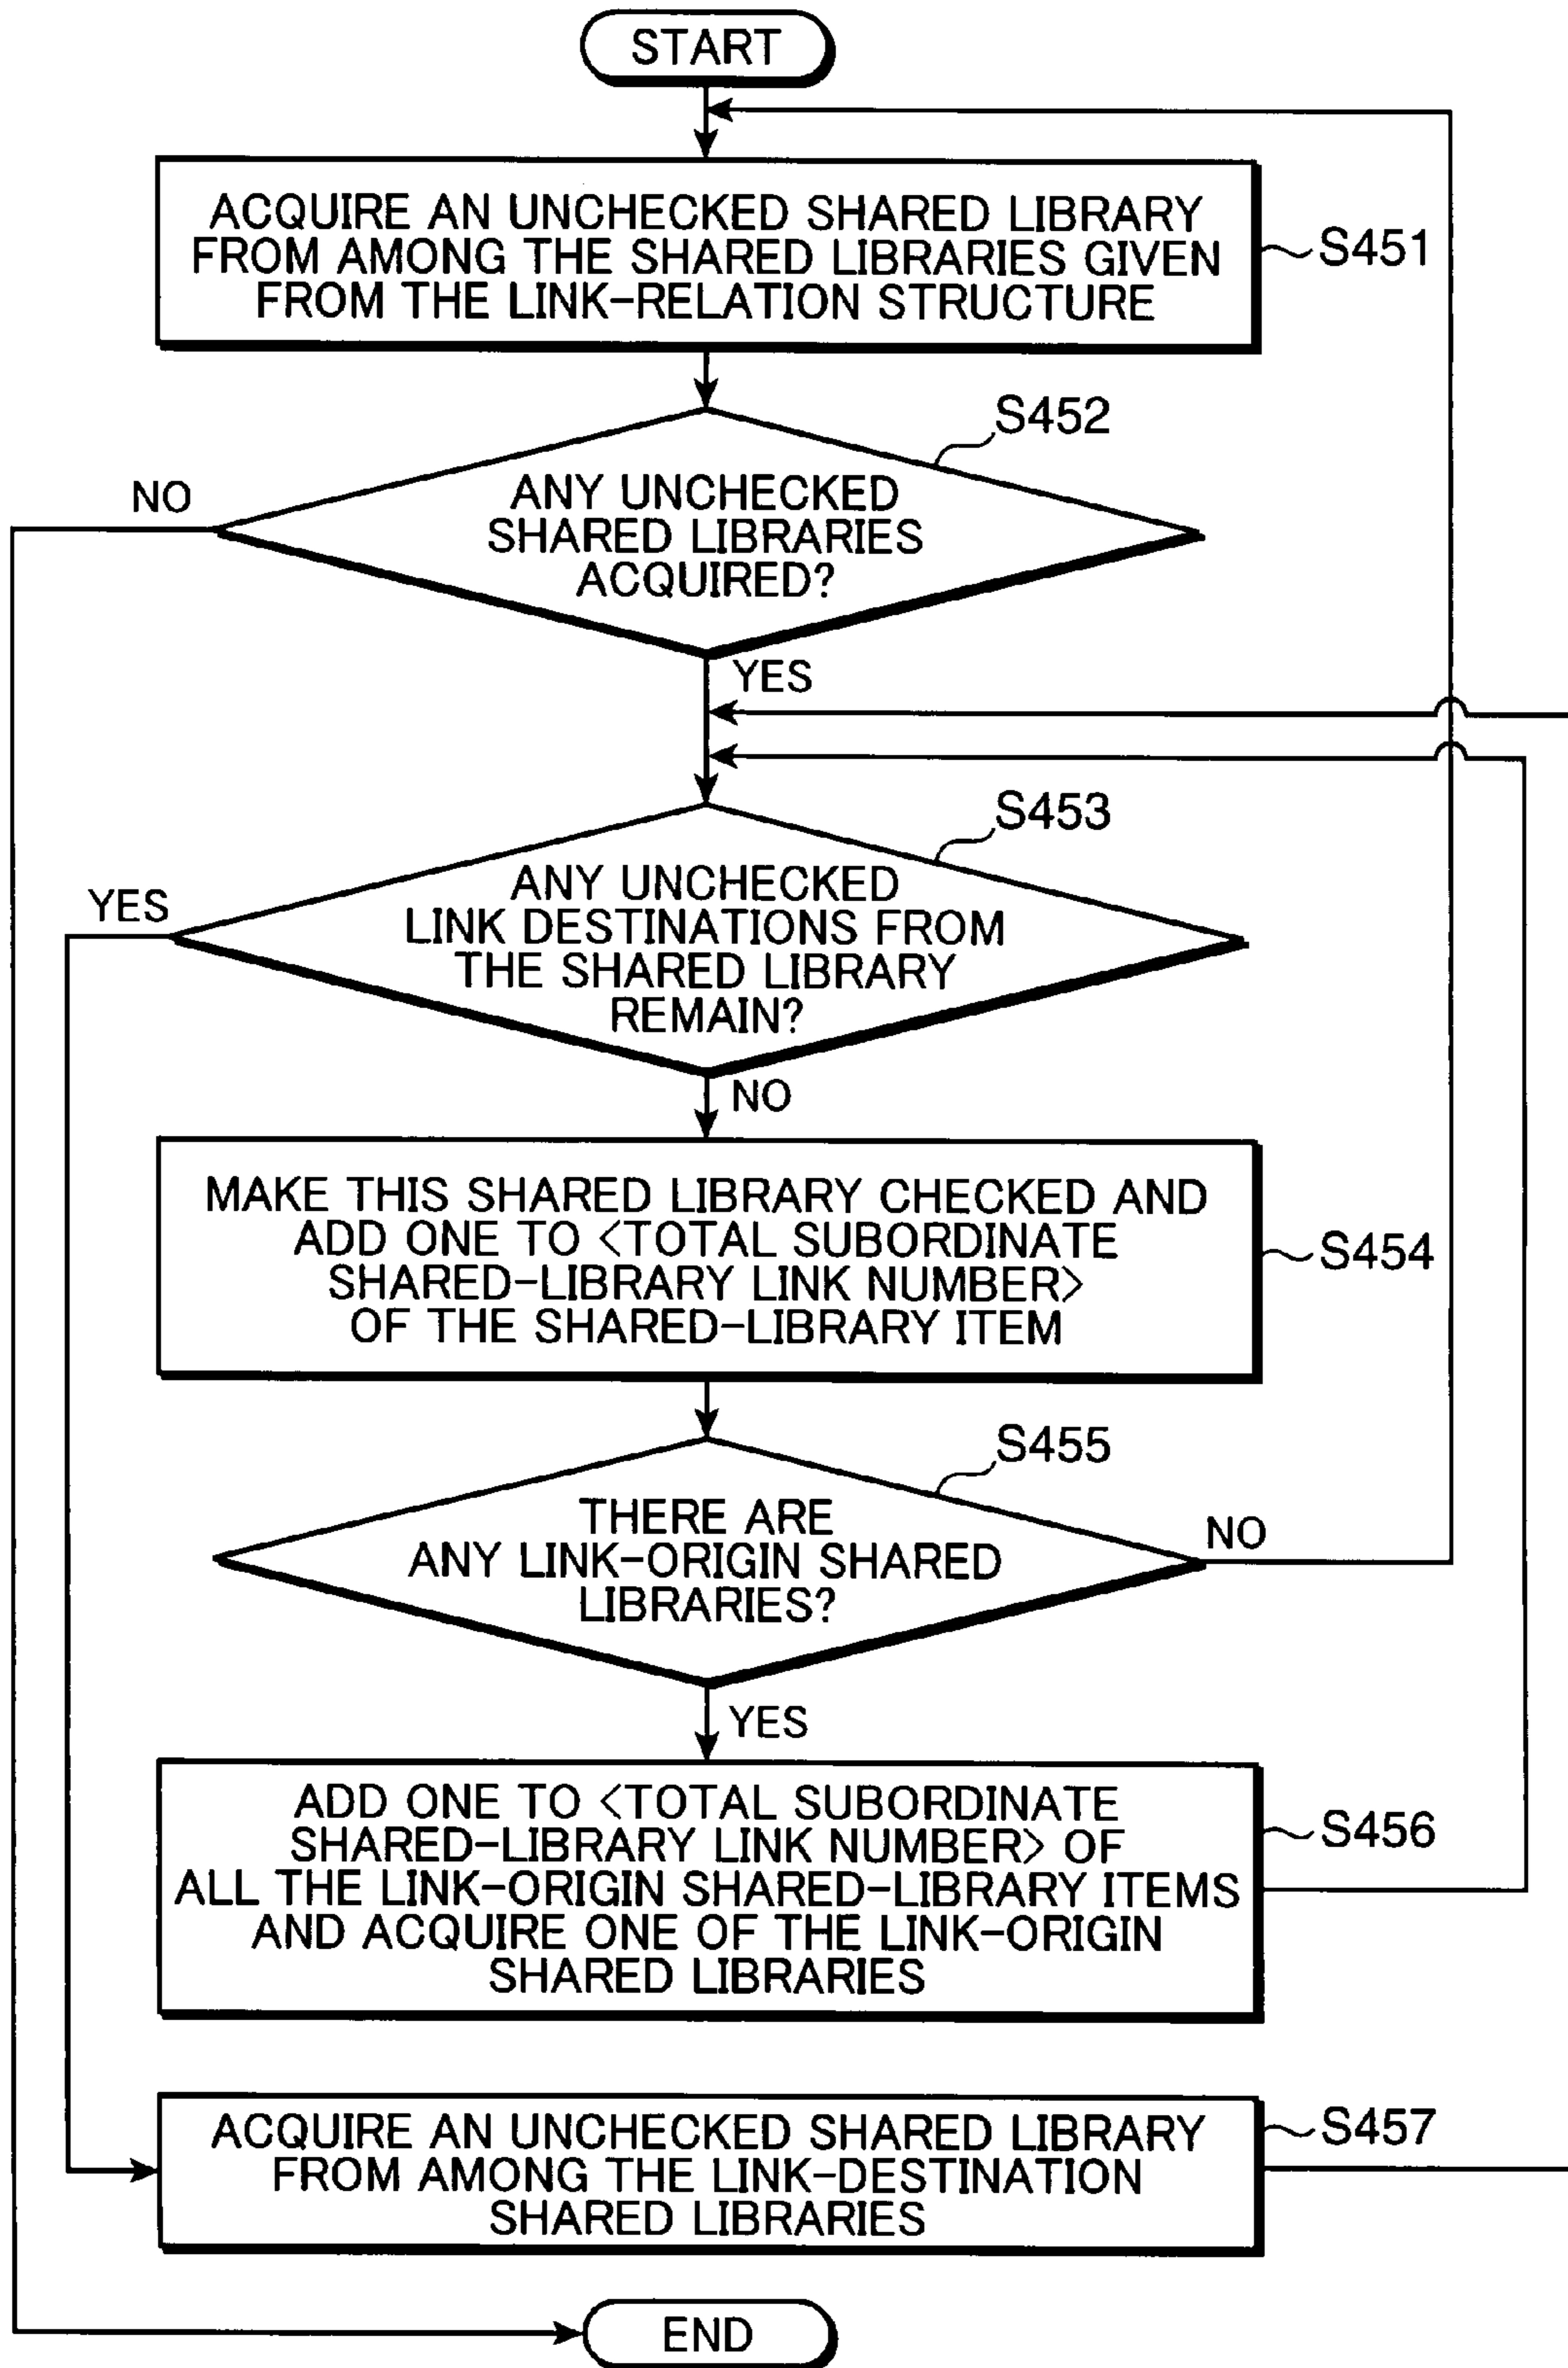 START
ACQUIRE AN UNCHECKED SHARED LIBRARY
FROM AMONG THE SHARED LIBRARIES GIVEN
FROM THE LINK-RELATION STRUCTURE
S451
S452
NO
ANY UNCHECKED
SHARED LIBRARIES
ACQUIRED?
YES
S453
YES
ANY UNCHECKED
LINK DESTINATIONS FROM
THE SHARED LIBRARY
REMAIN?
NO
MAKE THIS SHARED LIBRARY CHECKED AND
ADD ONE TO <TOTAL SUBORDINATE
SHARED-LIBRARY LINK NUMBER>
OF THE SHARED-LIBRARY ITEM
S454
S455
THERE ARE
ANY LINK-ORIGIN SHARED
LIBRARIES?
NO
YES
ADD ONE TO <TOTAL SUBORDINATE
SHARED-LIBRARY LINK NUMBER> OF
ALL THE LINK-ORIGIN SHARED-LIBRARY ITEMS
AND ACQUIRE ONE OF THE LINK-ORIGIN
SHARED LIBRARIES
S456
ACQUIRE AN UNCHECKED SHARED LIBRARY
FROM AMONG THE LINK-DESTINATION
SHARED LIBRARIES
S457
END